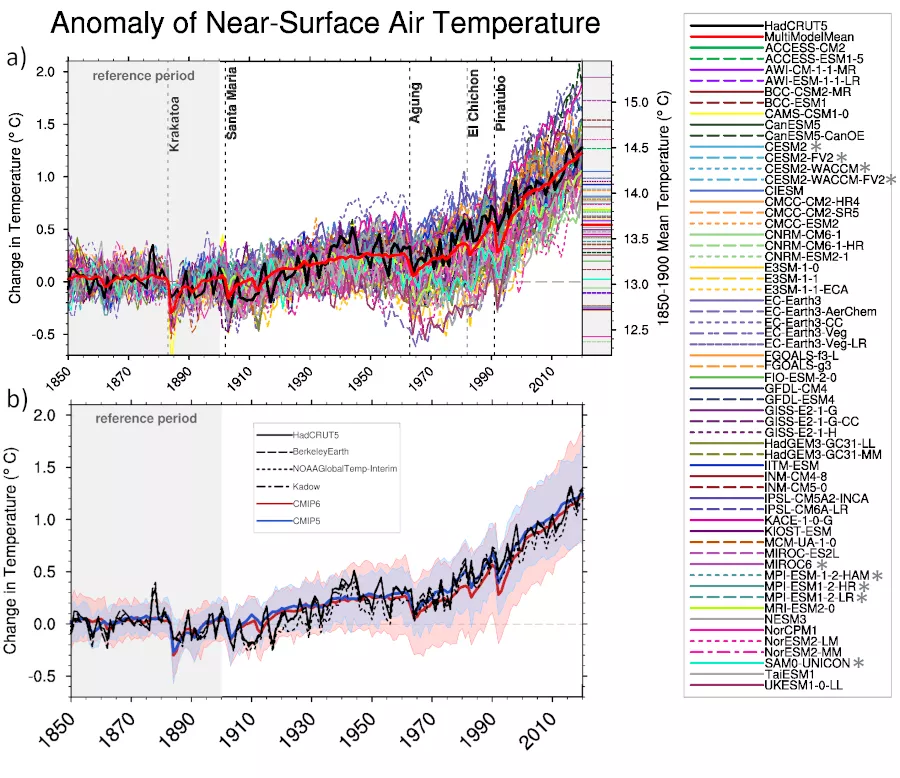 Anomaly of Near-Surface Air Temperature
a)
Change in Temperature (° C)
2.0
1.5
1.0
0.5
0.0
-0.5
reference period
Krakatoa
Santa Maria
Agung
El Chichon
Pinatubo
15.0
14.5
14.0
13.5
13.0
12.5
1850-1900 Mean Temperature (° C)
1850
1870
1890
1910
1930
1950
1970
1990
2010
b)
Change in Temperature (° C)
2.0
1.5
1.0
0.5
0.0
-0.5
reference period
HadCRUT5
BerkeleyEarth
NOAAGlobalTemp-Interim
Kadow
CMIP6
CMIP5
1850
1870
1890
1910
1930
1950
1970
1990
2010
HadCRUT5
MultiModelMean
ACCESS-CM2
ACCESS-ESM1-5
AWI-CM-1-1-MR
AWI-ESM-1-1-LR
BCC-CSM2-MR
BCC-ESM1
CAMS-CSM1-0
CanESM5
CanESM5-CanOE
CESM2 *
CESM2-FV2 *
CESM2-WACCM *
CESM2-WACCM-FV2 *
CIESM
CMCC-CM2-HR4
CMCC-CM2-SR5
CMCC-ESM2
CNRM-CM6-1
CNRM-CM6-1-HR
CNRM-ESM2-1
E3SM-1-0
E3SM-1-1
E3SM-1-1-ECA
EC-Earth3
EC-Earth3-AerChem
EC-Earth3-CC
EC-Earth3-Veg
EC-Earth3-Veg-LR
FGOALS-f3-L
FGOALS-g3
FIO-ESM-2-0
GFDL-CM4
GFDL-ESM4
GISS-E2-1-G
GISS-E2-1-G-CC
GISS-E2-1-H
HadGEM3-GC31-LL
HadGEM3-GC31-MM
IITM-ESM
INM-CM4-8
INM-CM5-0
IPSL-CM5A2-INCA
IPSL-CM6A-LR
KACE-1-0-G
KIOST-ESM
MCM-UA-1-0
MIROC-ES2L
MIROC6 *
MPI-ESM-1-2-HAM *
MPI-ESM1-2-HR *
MPI-ESM1-2-LR *
MRI-ESM2-0
NESM3
NorCPM1
NorESM2-LM
NorESM2-MM
SAM0-UNICON *
TaiESM1
UKESM1-0-LL